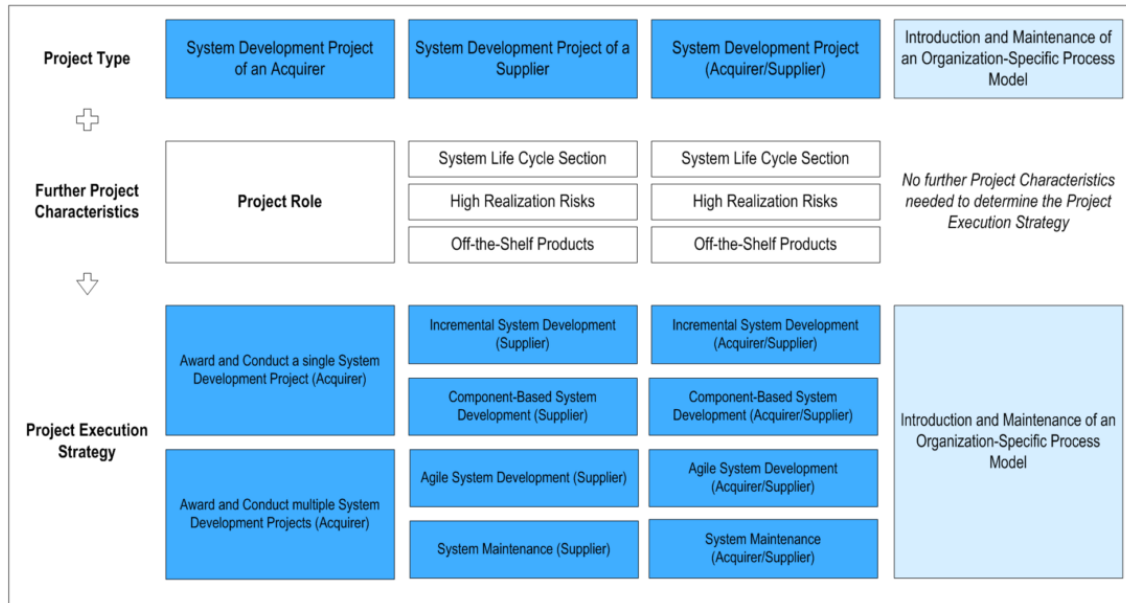 Project Type
System Development Project
of an Acquirer
System Development Project of a
Supplier
System Development Project
(Acquirer/Supplier)
Introduction and Maintenance of
an Organization-Specific Process
Model
Further Project
Characteristics
Project Role
System Life Cycle Section
High Realization Risks
Off-the-Shelf Products
System Life Cycle Section
High Realization Risks
Off-the-Shelf Products
No further Project Characteristics
needed to determine the Project
Execution Strategy
Project Execution
Strategy
Award and Conduct a single System
Development Project (Acquirer)
Award and Conduct multiple System
Development Projects (Acquirer)
Incremental System Development
(Supplier)
Component-Based System
Development (Supplier)
Agile System Development (Supplier)
System Maintenance (Supplier)
Incremental System Development
(Acquirer/Supplier)
Component-Based System
Development (Acquirer/Supplier)
Agile System Development
(Acquirer/Supplier)
System Maintenance
(Acquirer/Supplier)
Introduction and Maintenance of an
Organization-Specific Process
Model